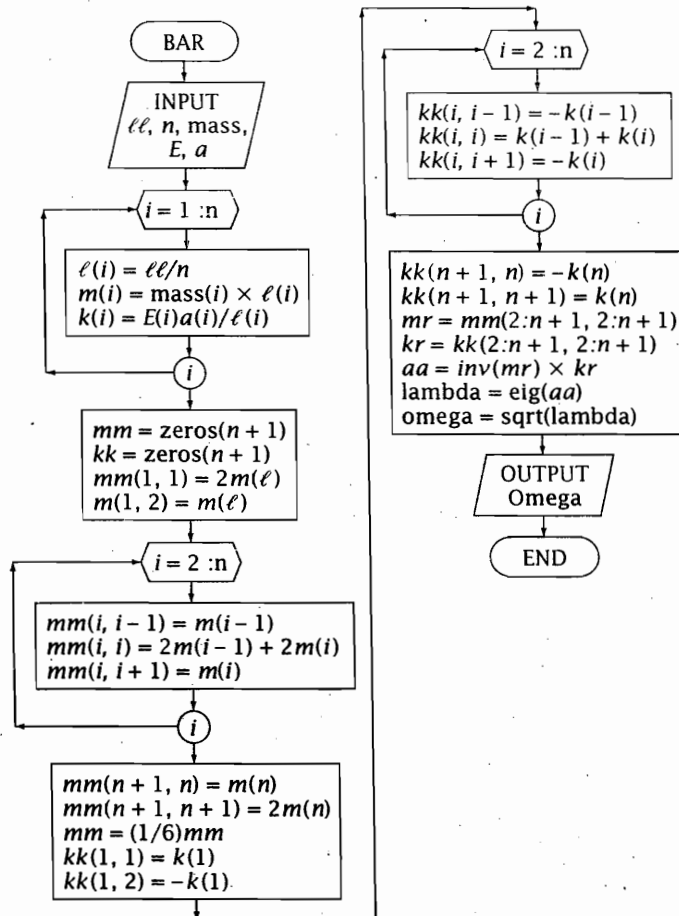 BAR
INPUT
ℓℓ, n, mass,
E, a
i = 1 :n
ℓ(i) = ℓℓ/n
m(i) = mass(i) × ℓ(i)
k(i) = E(i)a(i)/ℓ(i)
i
mm = zeros(n + 1)
kk = zeros(n + 1)
mm(1, 1) = 2m(ℓ)
m(1, 2) = m(ℓ)
i = 2 :n
mm(i, i − 1) = m(i − 1)
mm(i, i) = 2m(i − 1) + 2m(i)
mm(i, i + 1) = m(i)
i
mm(n + 1, n) = m(n)
mm(n + 1, n + 1) = 2m(n)
mm = (1/6)mm
kk(1, 1) = k(1)
kk(1, 2) = −k(1)
i = 2 :n
kk(i, i − 1) = −k(i − 1)
kk(i, i) = k(i − 1) + k(i)
kk(i, i + 1) = −k(i)
i
kk(n + 1, n) = −k(n)
kk(n + 1, n + 1) = k(n)
mr = mm(2:n + 1, 2:n + 1)
kr = kk(2:n + 1, 2:n + 1)
aa = inv(mr) × kr
lambda = eig(aa)
omega = sqrt(lambda)
OUTPUT
Omega
END